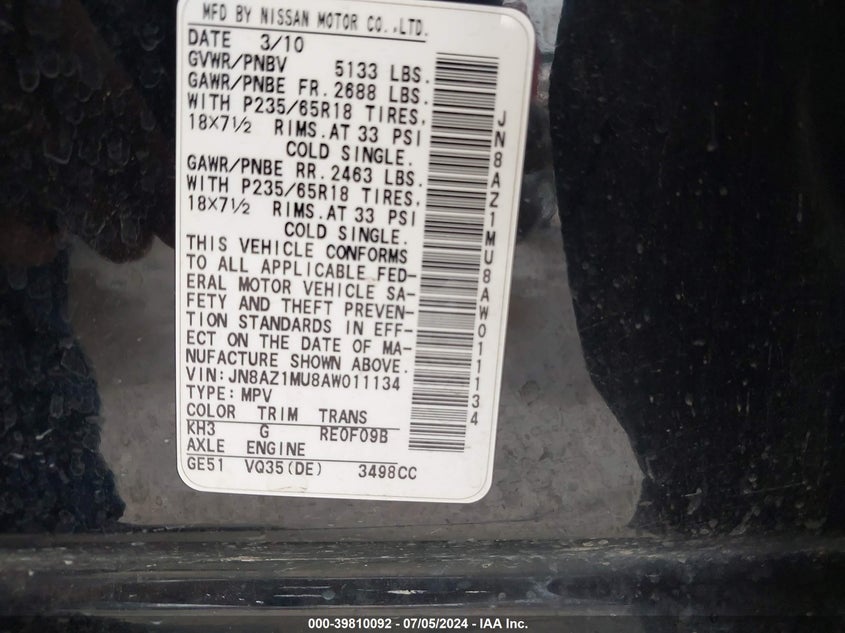 MFD BY NISSAN MOTOR CO.,LTD.
DATE 3/10
GVWR/PNBV 5133 LBS.
GAWR/PNBE FR. 2688 LBS.
WITH P235/65R18 TIRES,
18X7½ RIMS.AT 33 PSI
COLD SINGLE.
GAWR/PNBE RR. 2463 LBS.
WITH P235/65R18 TIRES,
18X7½ RIMS.AT 33 PSI
COLD SINGLE.
THIS VEHICLE CONFORMS
TO ALL APPLICABLE FED-
ERAL MOTOR VEHICLE SA-
FETY AND THEFT PREVEN-
TION STANDARDS IN EFF-
ECT ON THE DATE OF MA-
NUFACTURE SHOWN ABOVE.
VIN:JN8AZ1MU8AW011134
TYPE:MPV
COLOR TRIM TRANS
KH3 G RE0F09B
AXLE ENGINE
GE51 VQ35(DE) 3498CC
JN8AZ1MU8AW011134
000-39810092 - 07/05/2024 - IAA Inc.